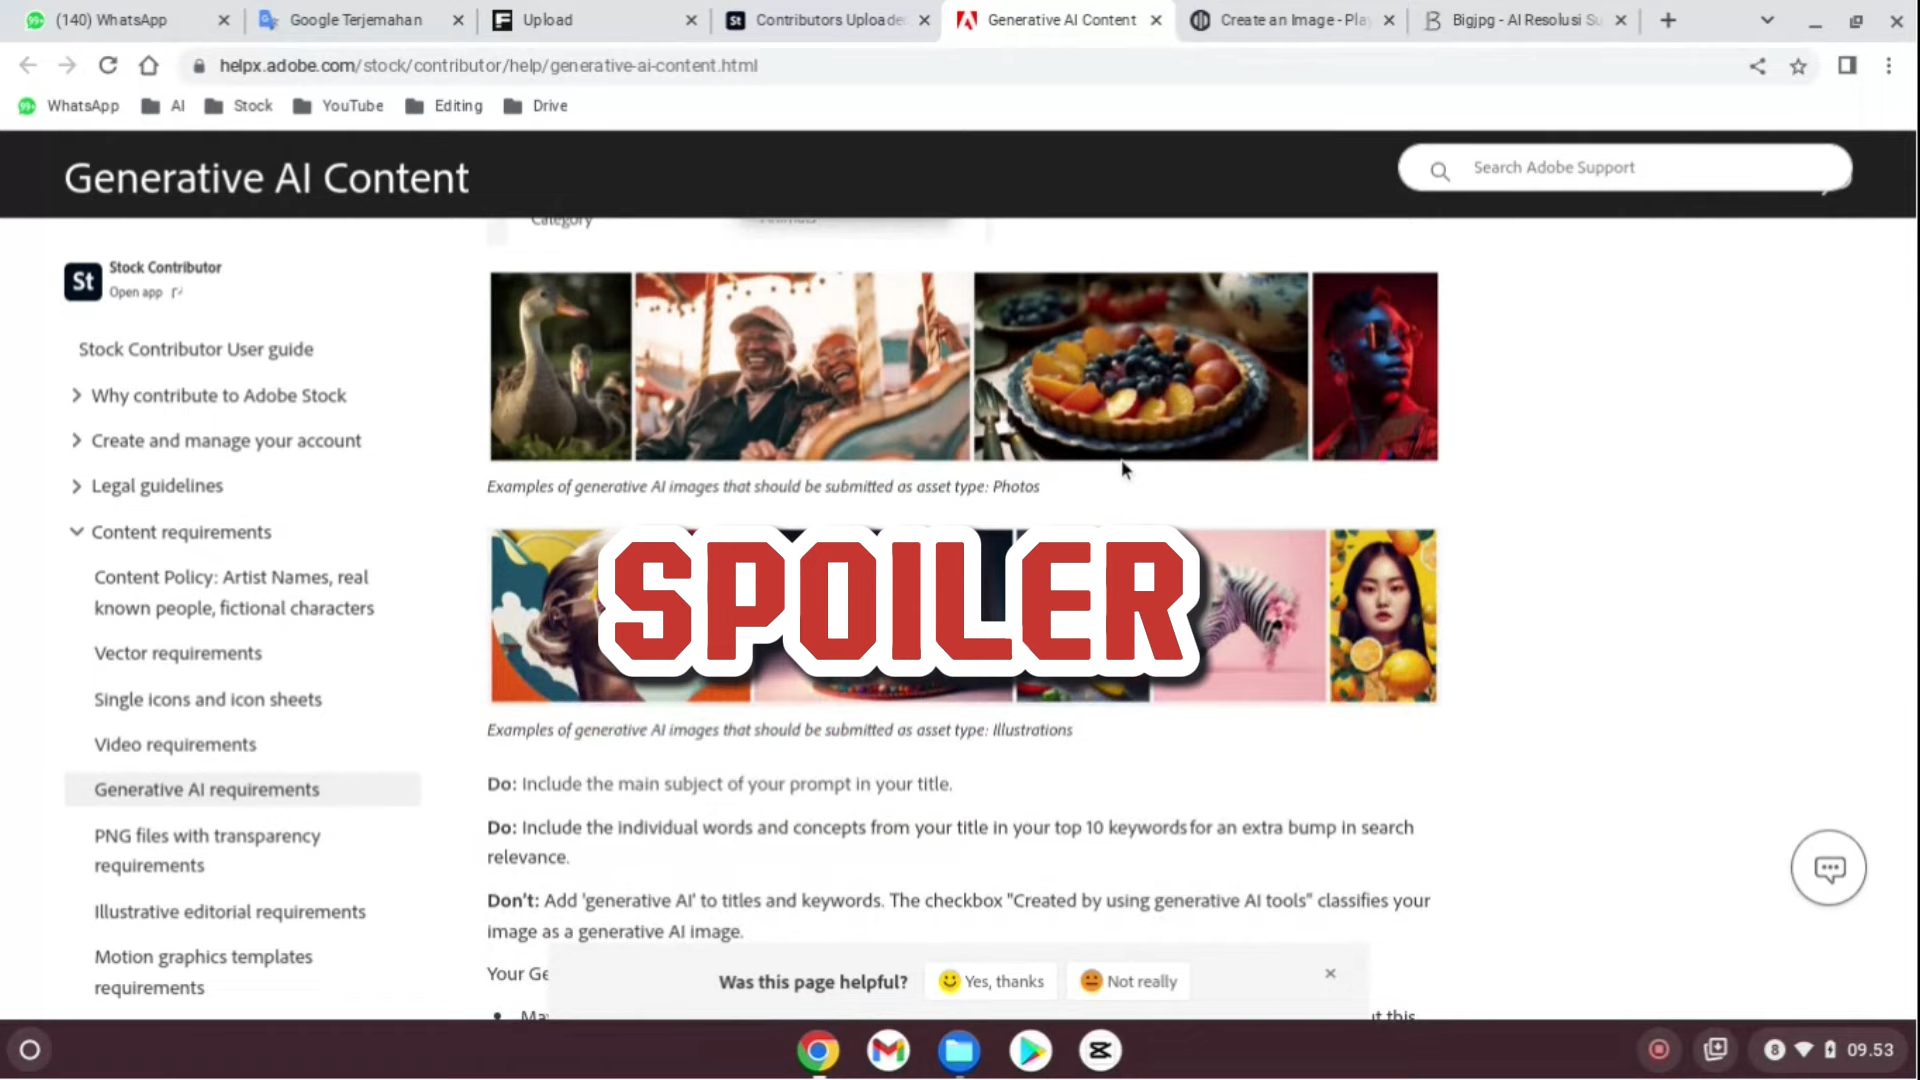 (140) WhatsApp
Google Terjemahan
Upload
Contributors Uploade
Generative AI Content
Create an Image - Play
Bigjpg - AI Resolusi Su
helpx.adobe.com/stock/contributor/help/generative-ai-content.html
WhatsApp
AI
Stock
YouTube
Editing
Drive
Generative AI Content
Search Adobe Support
Category
St
Stock Contributor
Open app
Stock Contributor User guide
Why contribute to Adobe Stock
Create and manage your account
Legal guidelines
Content requirements
Content Policy: Artist Names, real
known people, fictional characters
Vector requirements
Single icons and icon sheets
Video requirements
Generative AI requirements
PNG files with transparency
requirements
Illustrative editorial requirements
Motion graphics templates
requirements
Examples of generative AI images that should be submitted as asset type: Photos
SPOILER
Examples of generative AI images that should be submitted as asset type: Illustrations
Do: Include the main subject of your prompt in your title.
Do: Include the individual words and concepts from your title in your top 10 keywords for an extra bump in search
relevance.
Don't: Add 'generative AI' to titles and keywords. The checkbox "Created by using generative AI tools" classifies your
image as a generative AI image.
Your Ge
Was this page helpful?
Yes, thanks
Not really
8
09.53